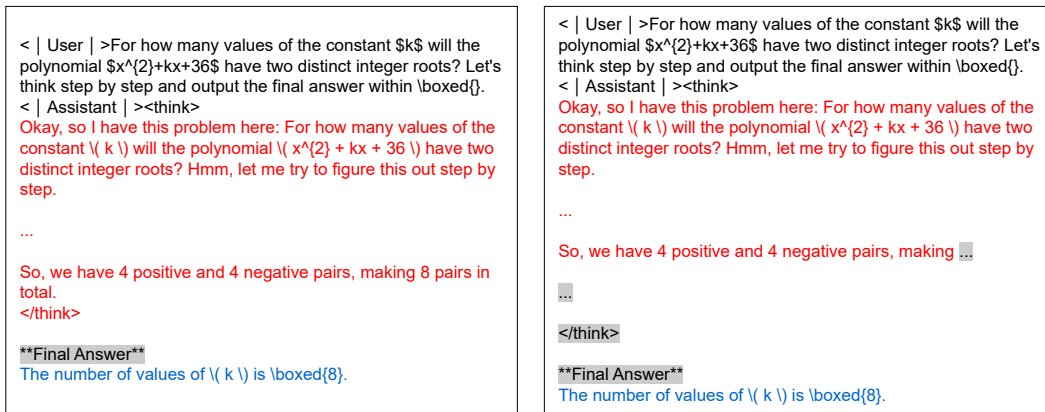 < | User | >For how many values of the constant $k$ will the
polynomial $x^{2}+kx+36$ have two distinct integer roots? Let's
think step by step and output the final answer within \boxed{}.
< | Assistant | ><think>
Okay, so I have this problem here: For how many values of the
constant \( k \) will the polynomial \( x^{2} + kx + 36 \) have two
distinct integer roots? Hmm, let me try to figure this out step by
step.
...
So, we have 4 positive and 4 negative pairs, making 8 pairs in
total.
</think>
**Final Answer**
The number of values of \( k \) is \boxed{8}.
< | User | >For how many values of the constant $k$ will the
polynomial $x^{2}+kx+36$ have two distinct integer roots? Let's
think step by step and output the final answer within \boxed{}.
< | Assistant | ><think>
Okay, so I have this problem here: For how many values of the
constant \( k \) will the polynomial \( x^{2} + kx + 36 \) have two
distinct integer roots? Hmm, let me try to figure this out step by
step.
...
So, we have 4 positive and 4 negative pairs, making ...
...
</think>
**Final Answer**
The number of values of \( k \) is \boxed{8}.